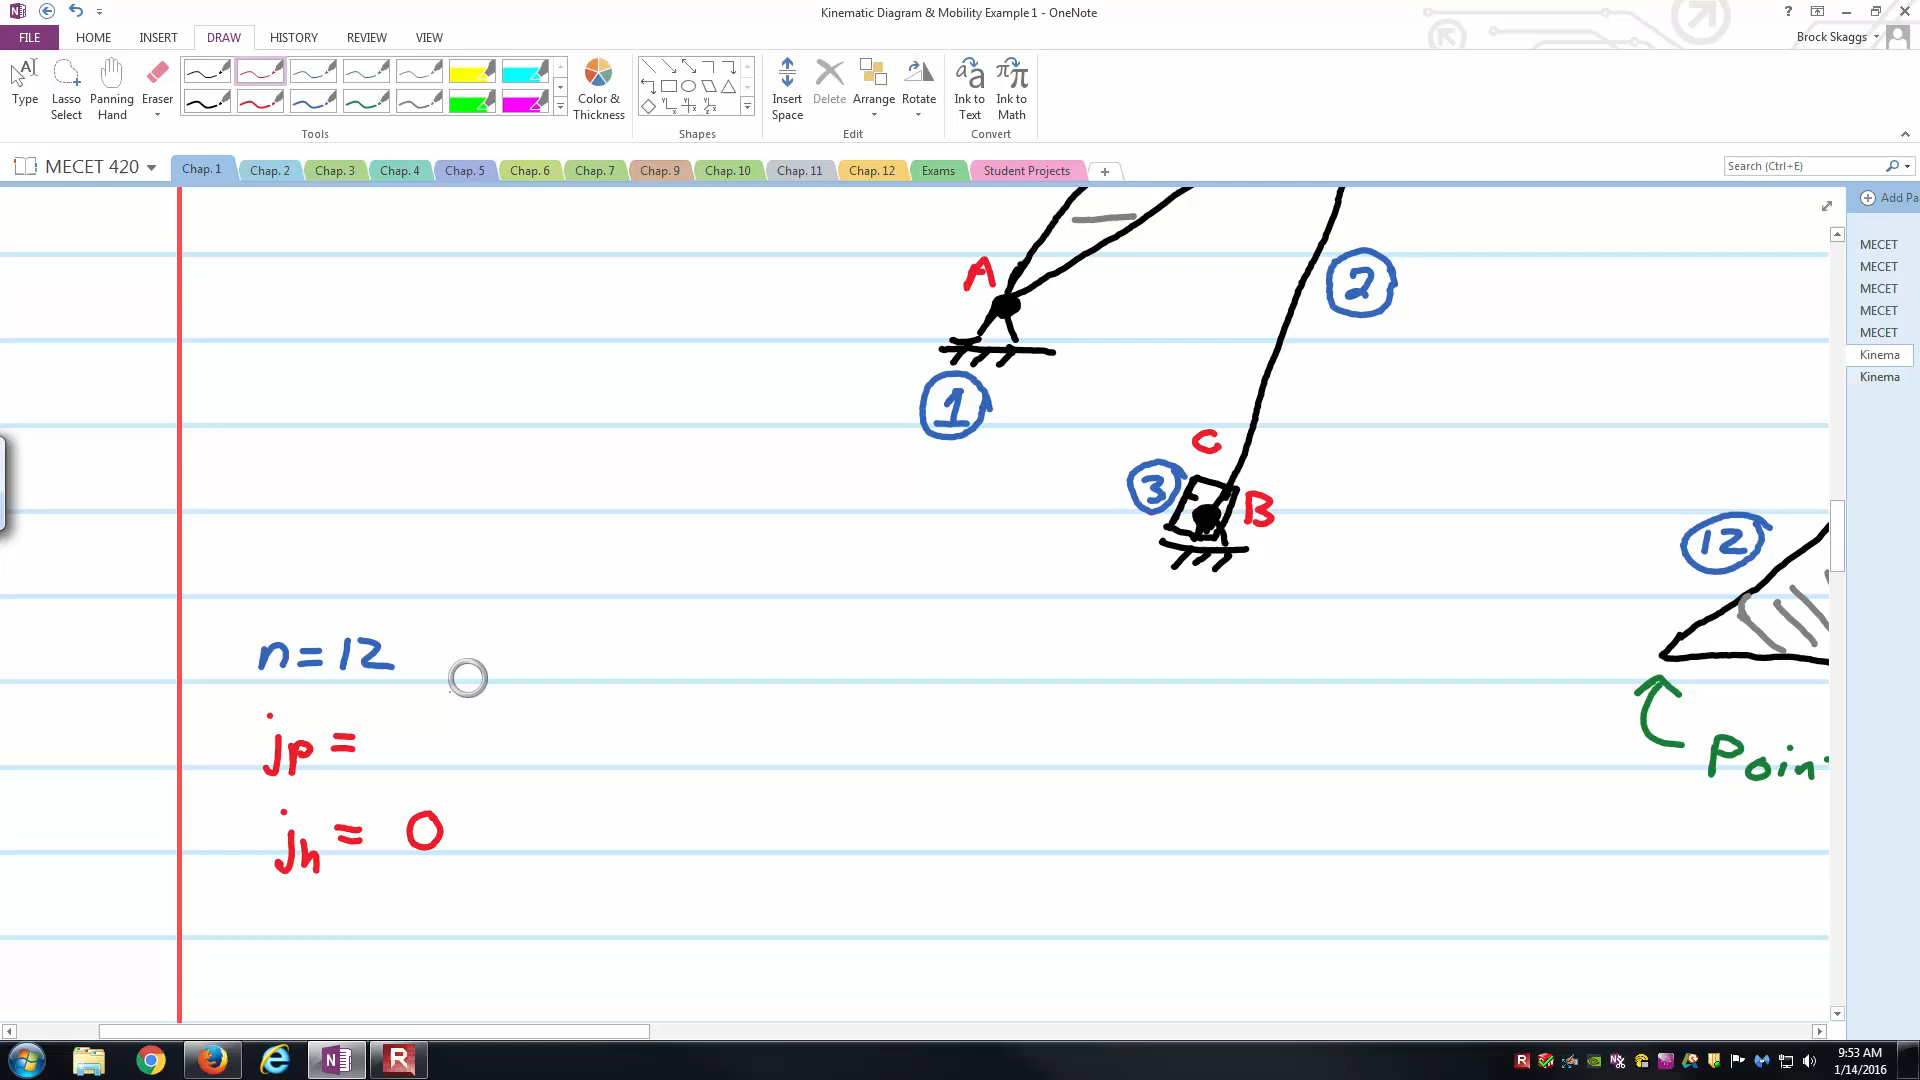 Kinematic Diagram & Mobility Example 1 - OneNote
FILE HOME INSERT DRAW HISTORY REVIEW VIEW
Brock Skaggs
Type
Lasso Select
Panning Hand
Eraser
Color & Thickness
Insert Space
Delete
Arrange
Rotate
Ink to Text
Ink to Math
Tools
Shapes
Edit
Convert
MECET 420
Chap. 1 Chap. 2 Chap. 3 Chap. 4 Chap. 5 Chap. 6 Chap. 7 Chap. 9 Chap. 10 Chap. 11 Chap. 12 Exams Student Projects
Search (Ctrl+E)
Add Pa
MECET
MECET
MECET
MECET
MECET
Kinema
Kinema
A
2
1
C
3
B
12
n = 12
jp =
Poin
jh = 0
9:53 AM
1/14/2016